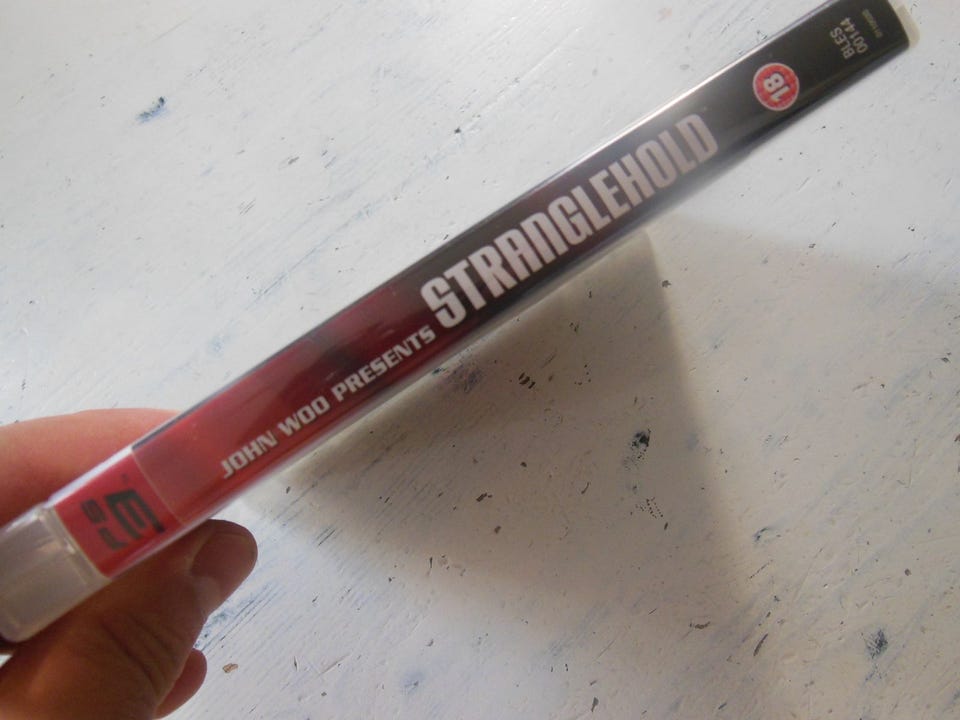 JOHN WOO PRESENTS STRANGLEHOLD
18
BLES
00144